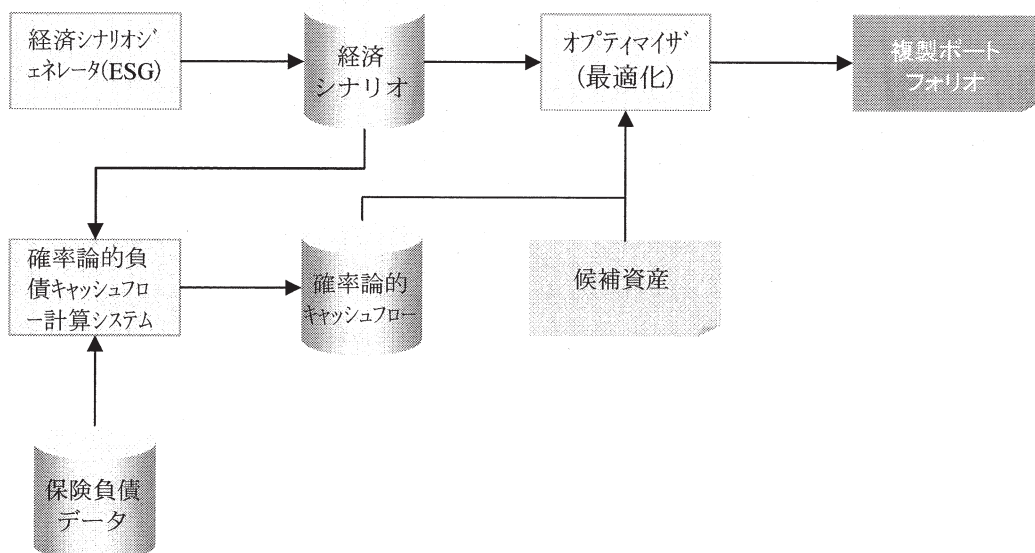 経済シナリオジ
ェネレータ(ESG)
経済
シナリオ
オプティマイザ
(最適化)
複製ポート
フォリオ
確率論的負
債キャッシュフロ
ー計算システム
確率論的
キャッシュフロー
候補資産
保険負債
データ